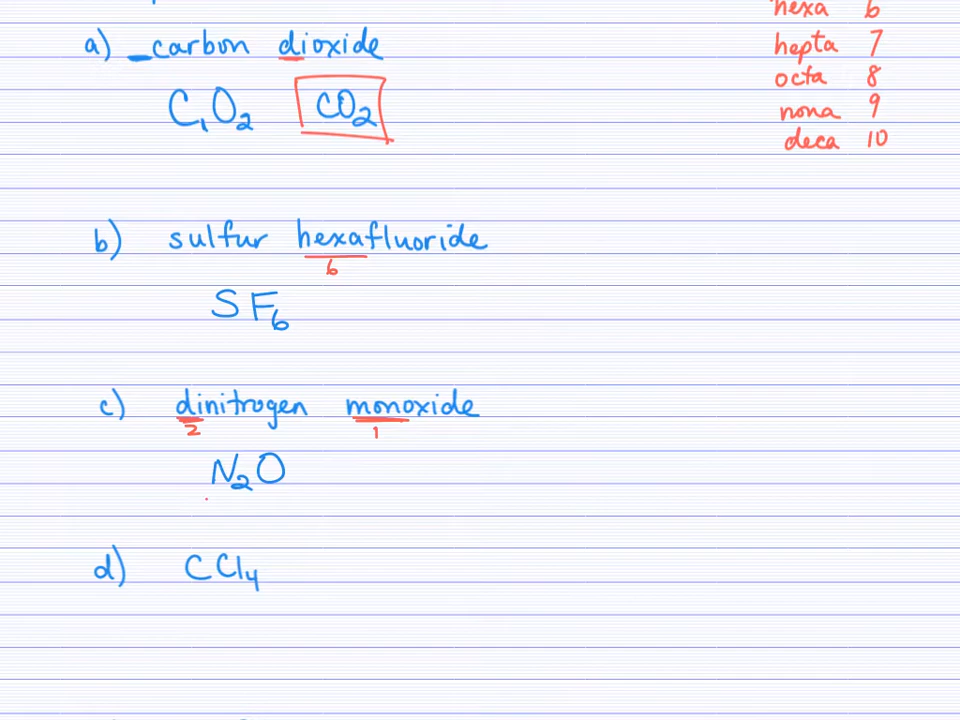 hexa 6
a) _carbon dioxide
hepta 7
octa 8
C₁O₂ CO₂
nona 9
deca 10
b) sulfur hexafluoride
6
SF₆
c) dinitrogen monoxide
2 1
N₂O
d) CCl₄